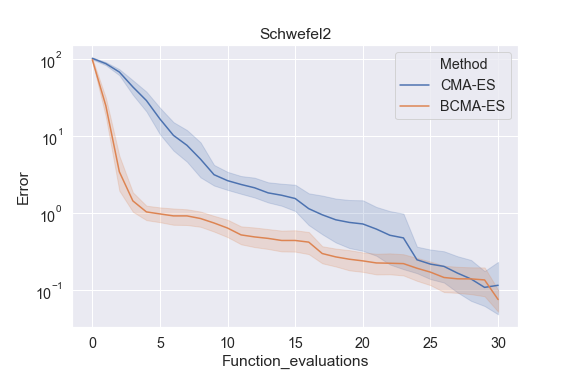 Schwefel2
Error
10^2
10^1
10^0
10^−1
Method
CMA-ES
BCMA-ES
0 5 10 15 20 25 30
Function_evaluations